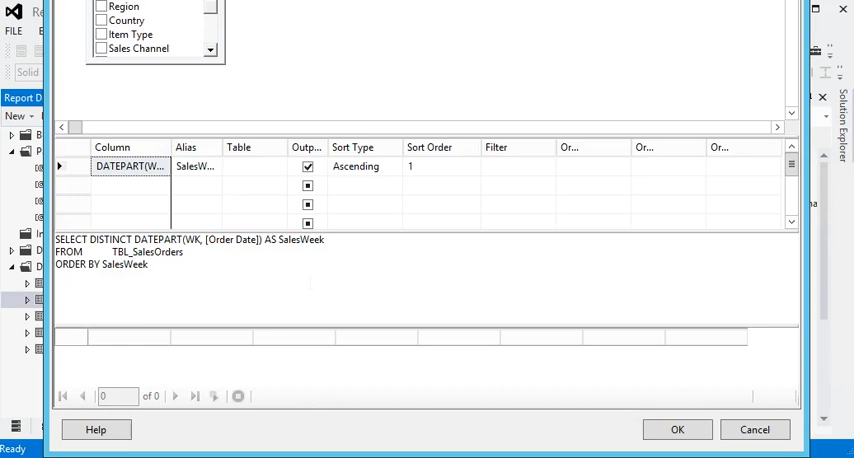 Re
FILE
Region
Country
Item Type
Sales Channel
Solid
Report D
New
Column Alias Table Outp... Sort Type Sort Order Filter Or... Or... Or...
DATEPART(W... SalesW... Ascending 1
SELECT DISTINCT DATEPART(WK, [Order Date]) AS SalesWeek
FROM TBL_SalesOrders
ORDER BY SalesWeek
0 of 0
Help OK Cancel
Ready
Solution Explorer